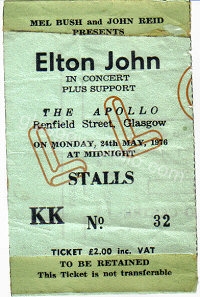 MEL BUSH and JOHN REID
PRESENTS
Elton John
IN CONCERT
PLUS SUPPORT
THE APOLLO
Renfield Street, Glasgow
ON MONDAY, 24th MAY, 1976
AT MIDNIGHT
STALLS
KK No 32
TICKET £2.00 inc. VAT
TO BE RETAINED
This Ticket is not transferable